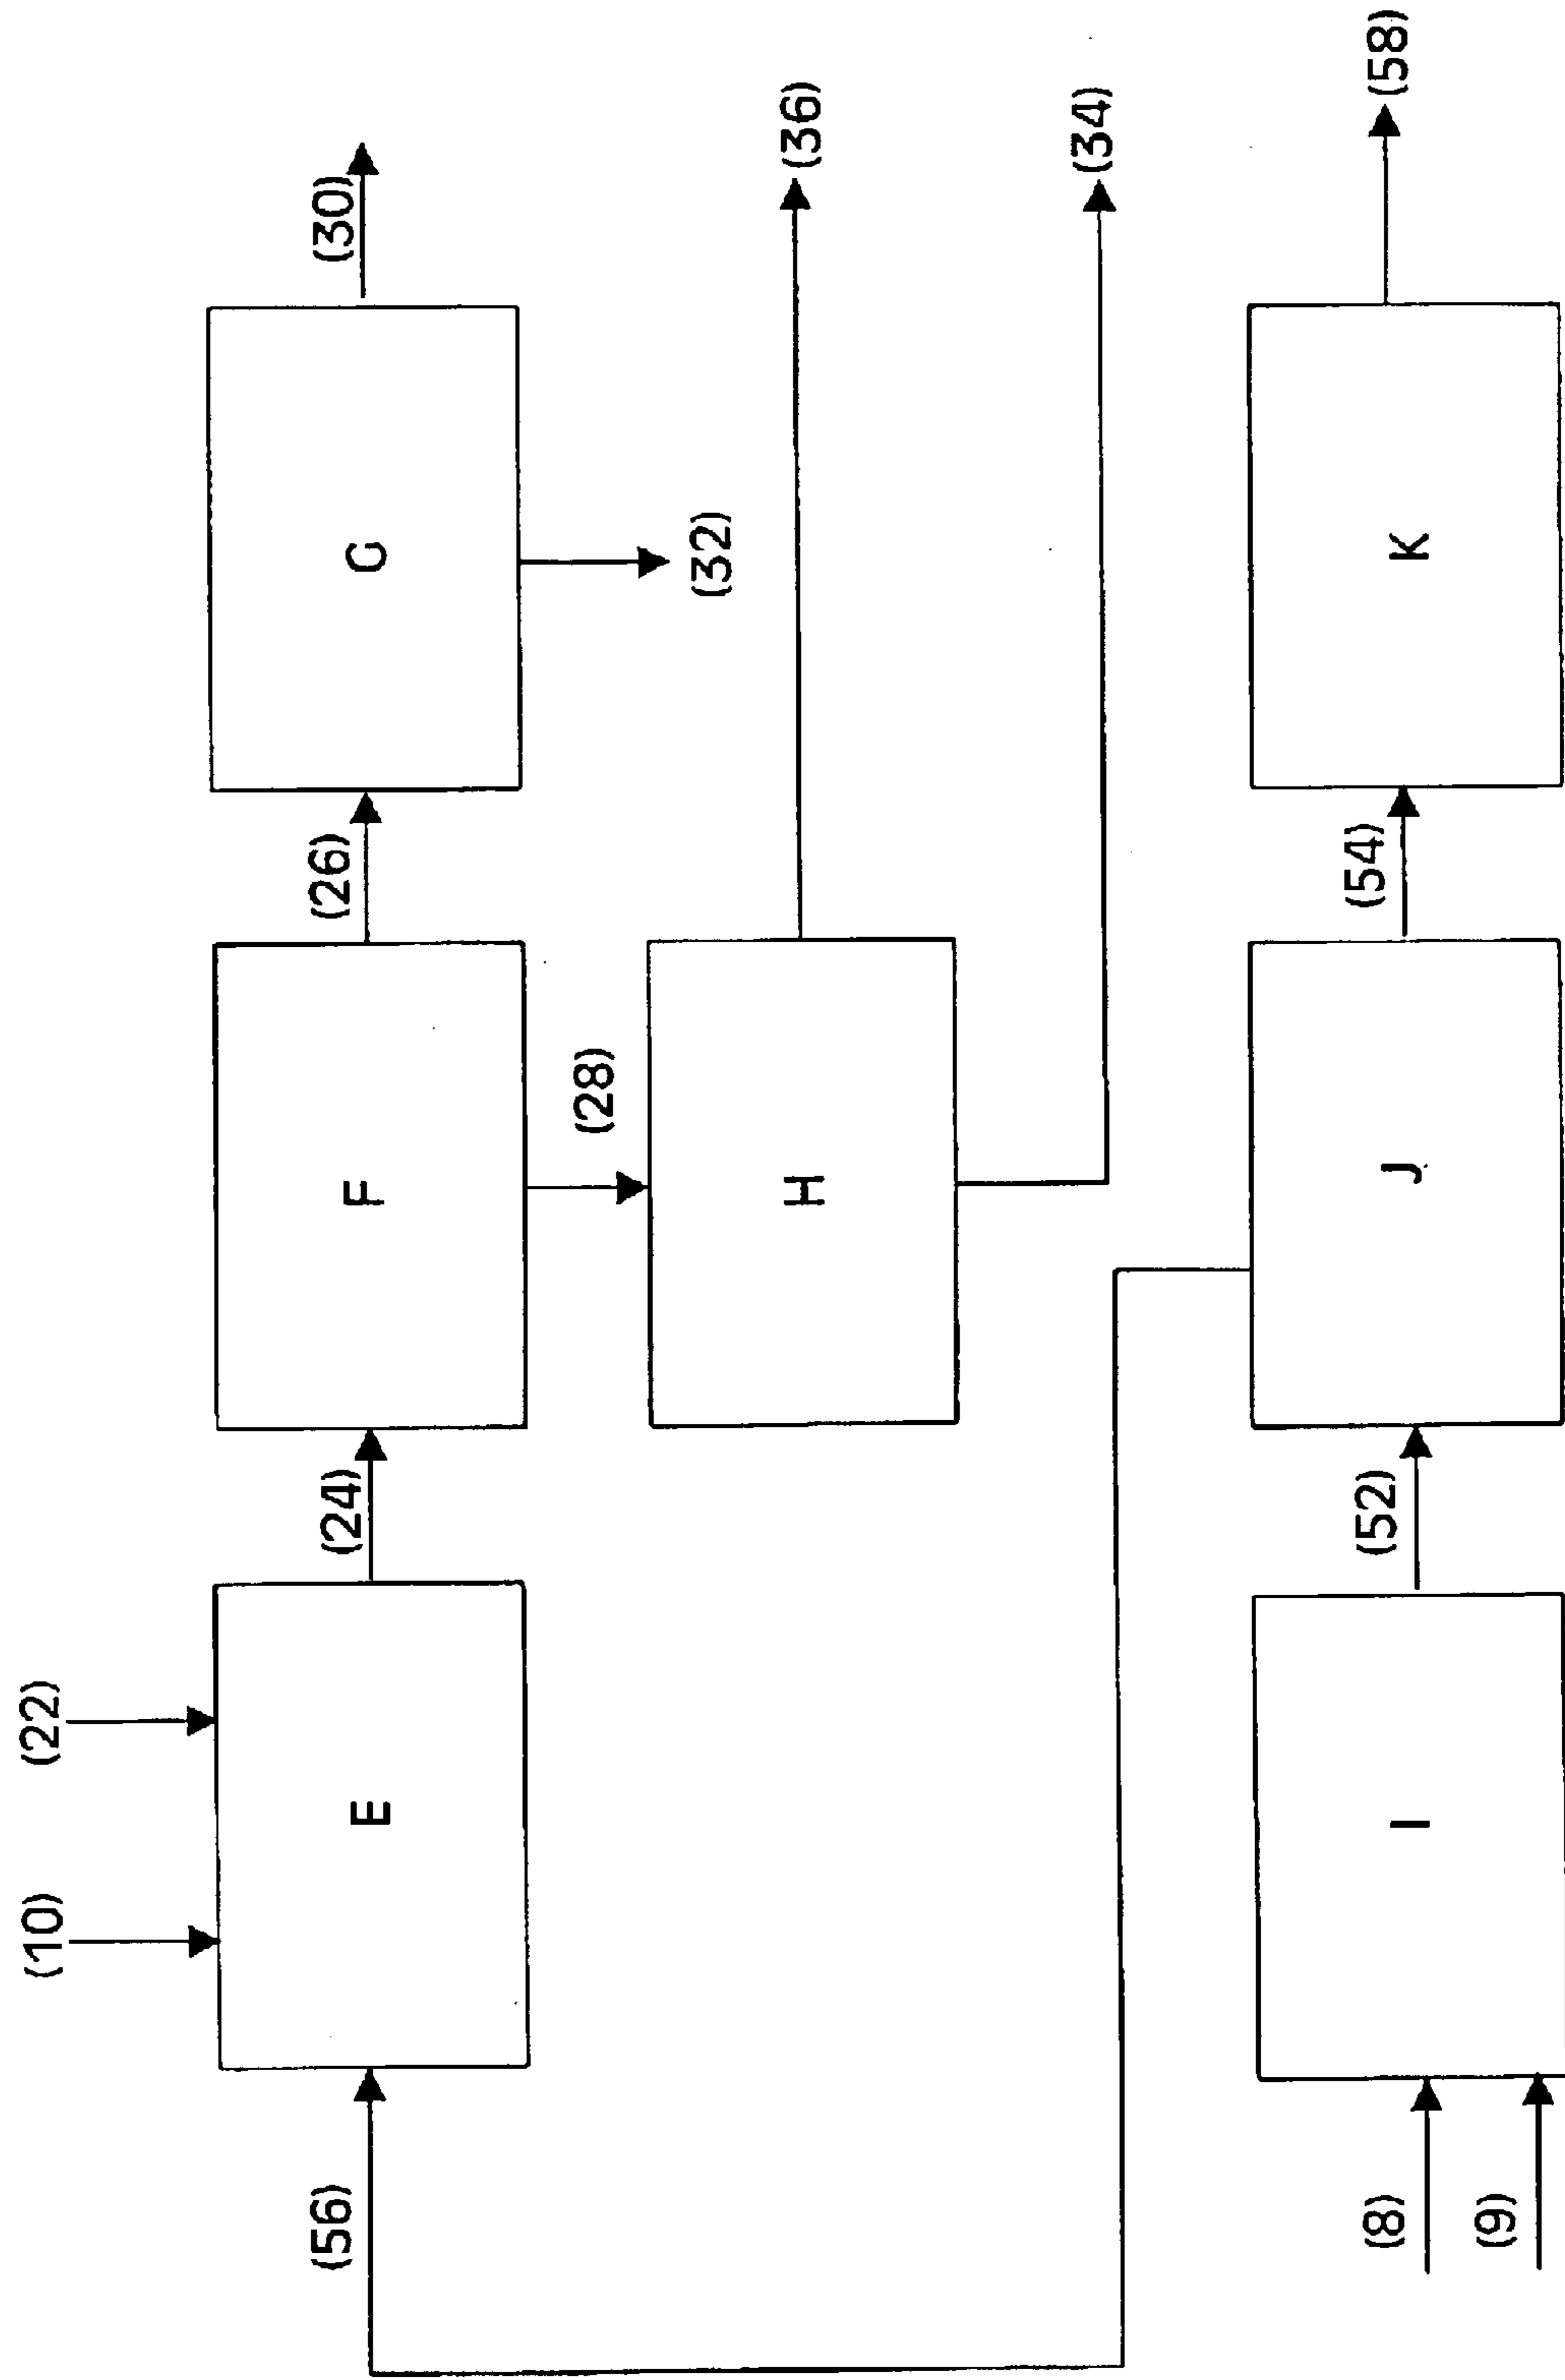 (10) (22)
(56) (24) (26) (30)
E F G
(28)
(32)
H (36)
(34)
(8) (52) (54) (58)
I J K
(9)